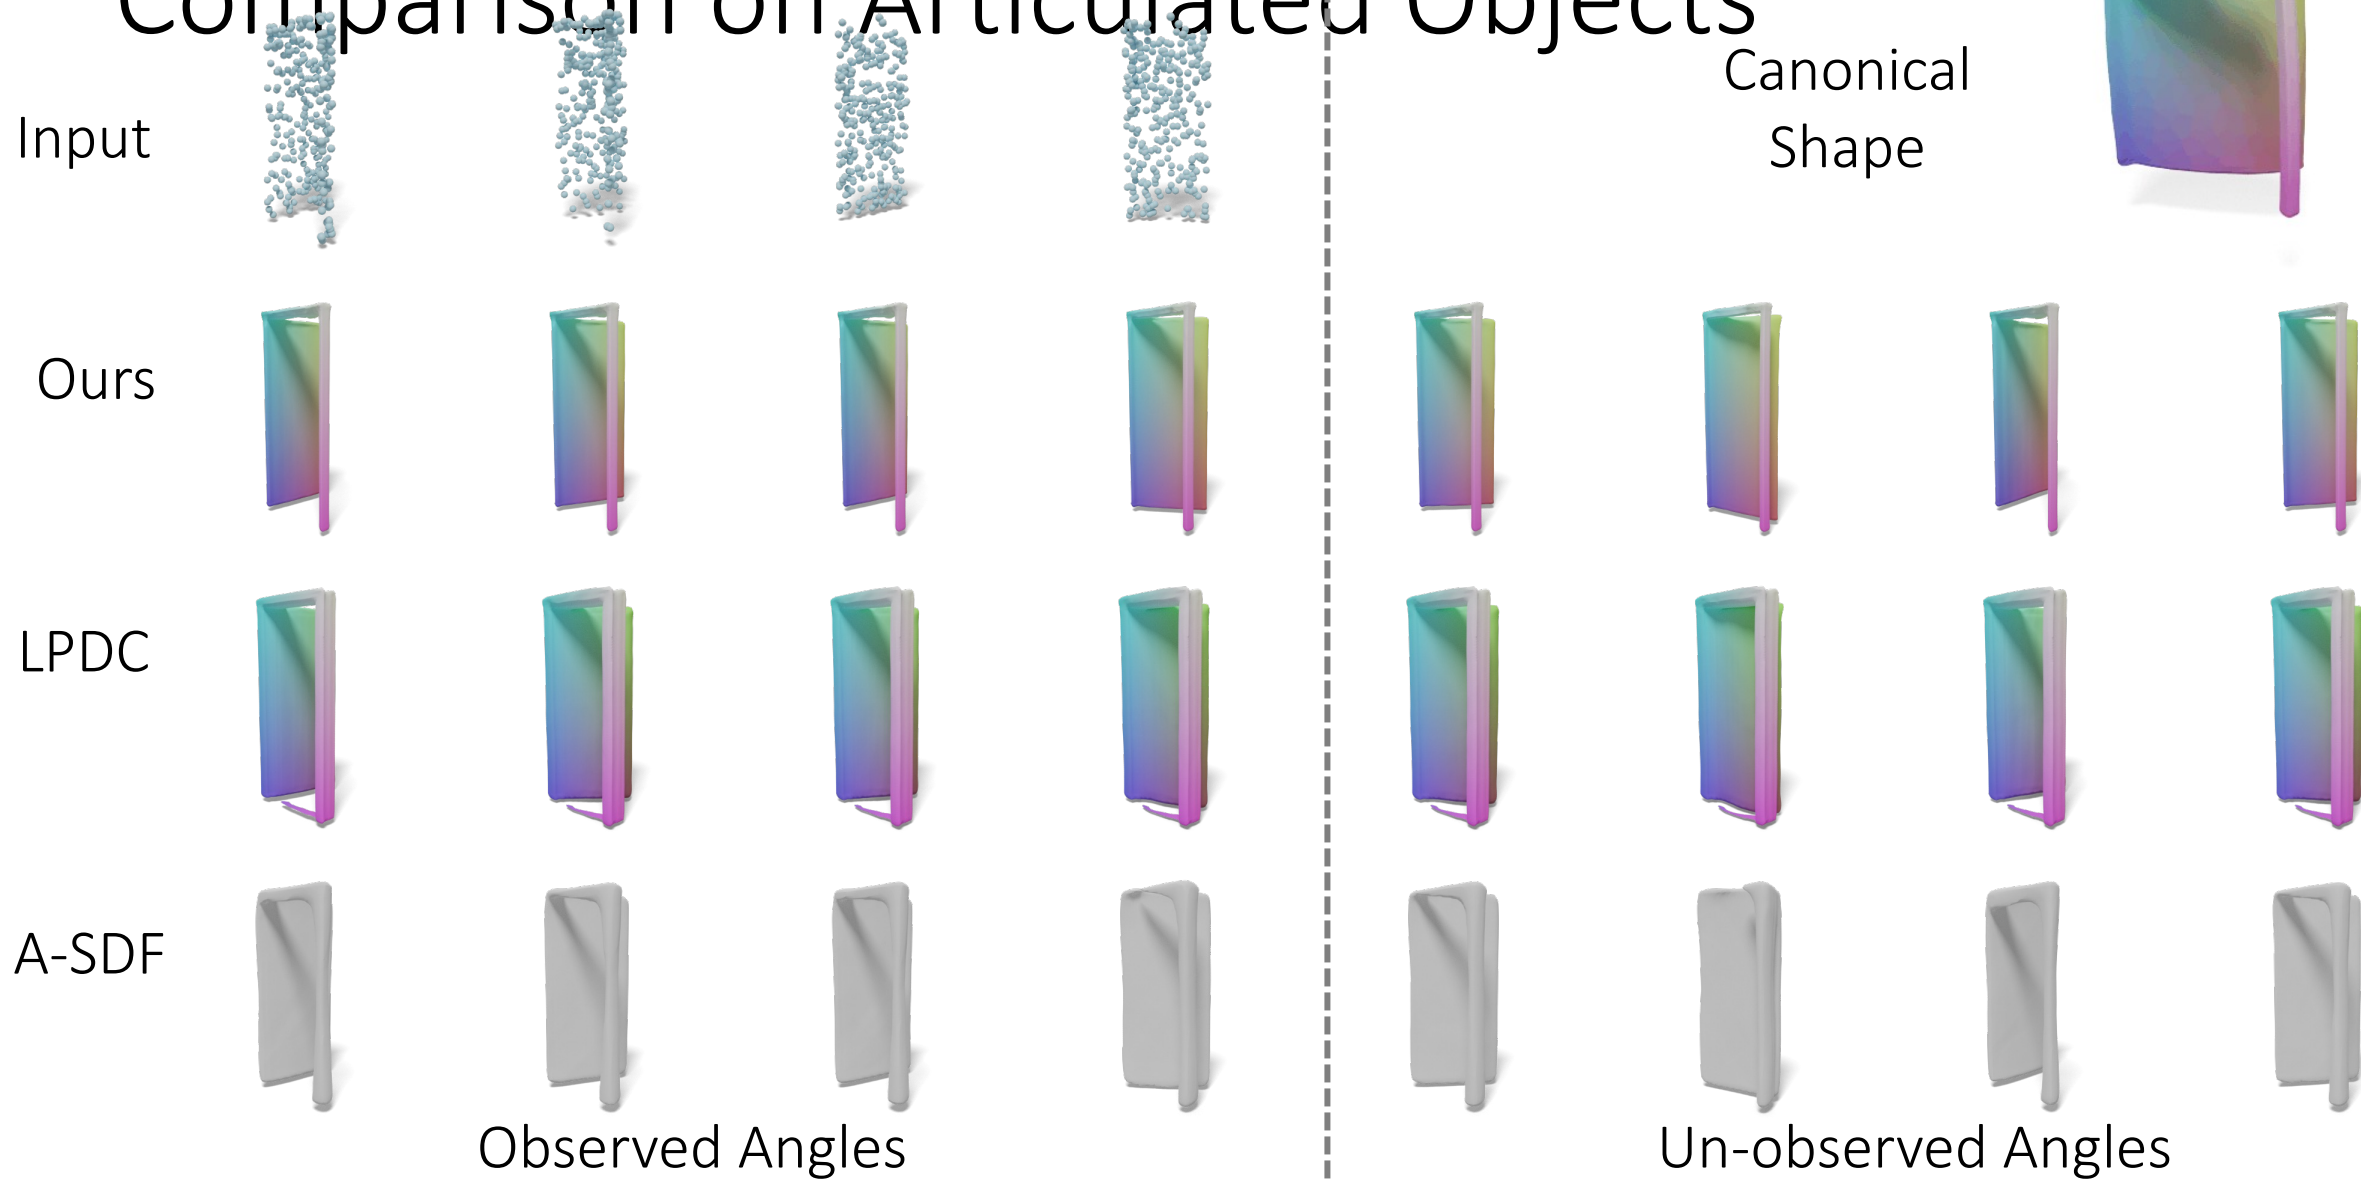 Comparison on Articulated Objects
Canonical
Shape
Input
Ours
LPDC
A-SDF
Observed Angles
Un-observed Angles